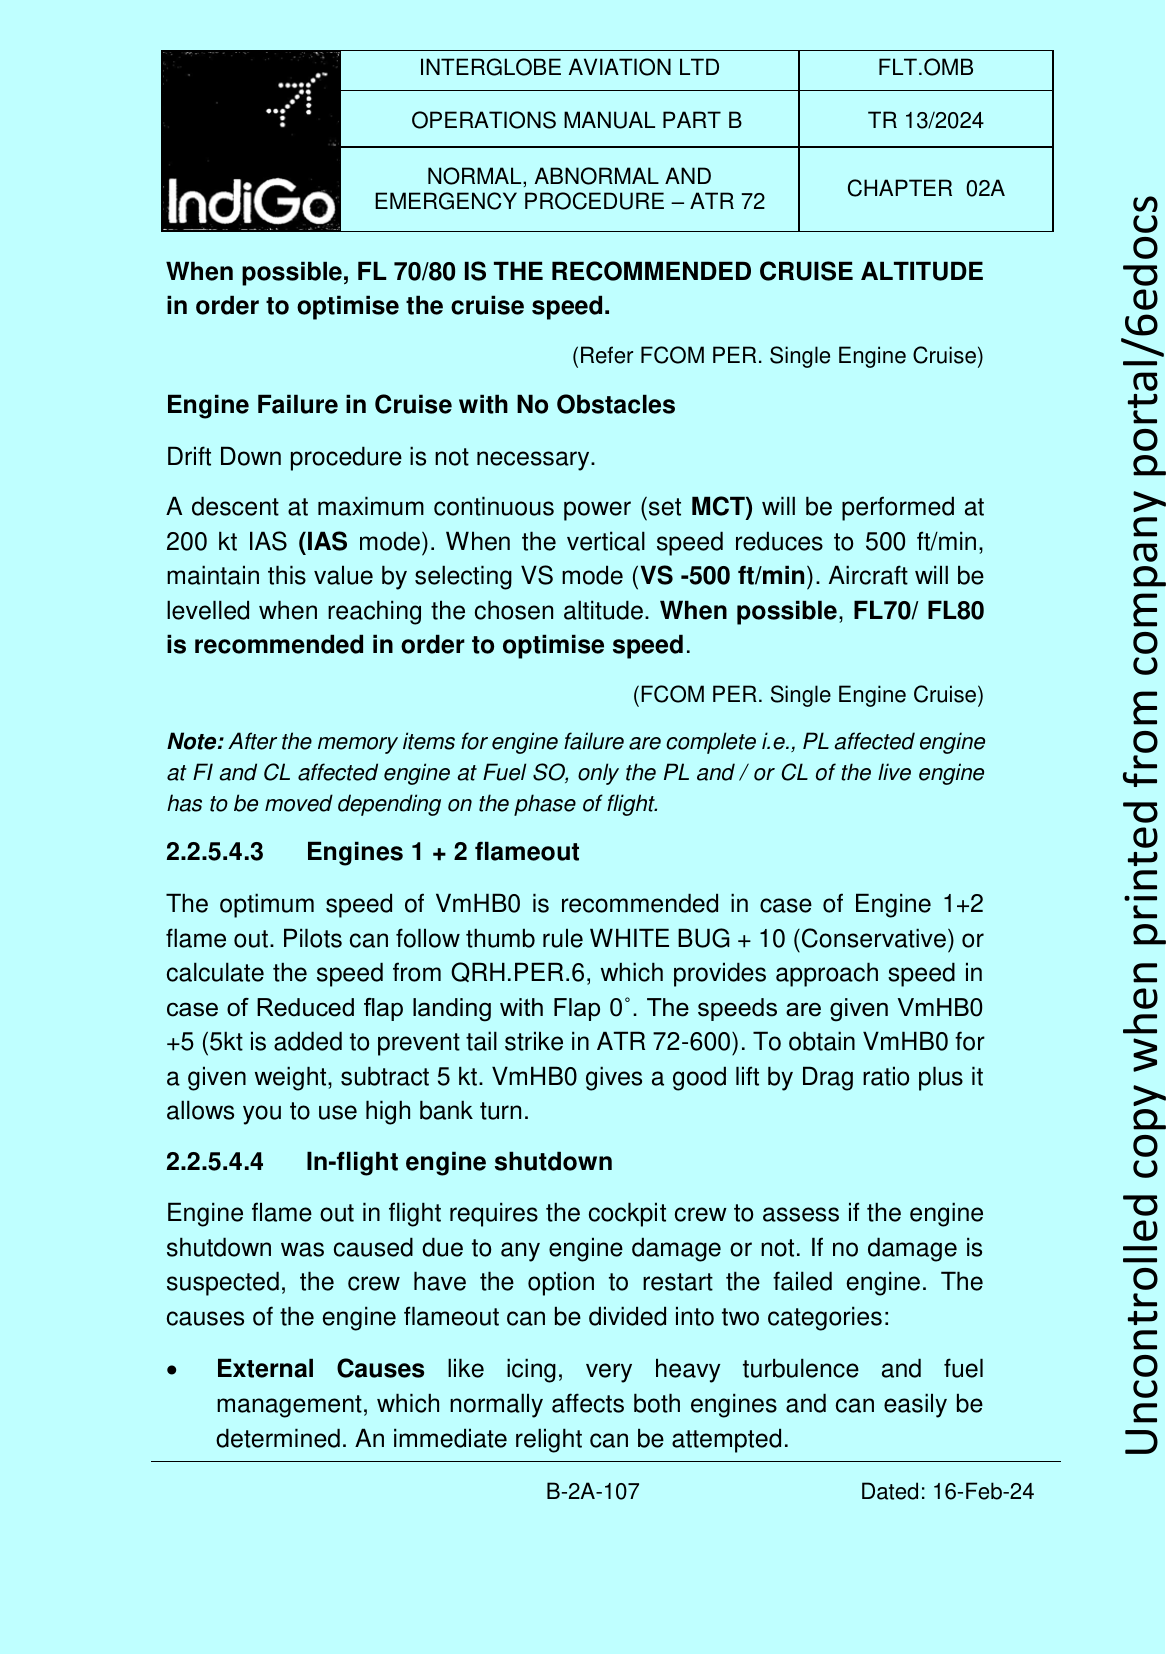 IndiGo
INTERGLOBE AVIATION LTD
FLT.OMB
OPERATIONS MANUAL PART B
TR 13/2024
NORMAL, ABNORMAL AND
EMERGENCY PROCEDURE – ATR 72
CHAPTER 02A
When possible, FL 70/80 IS THE RECOMMENDED CRUISE ALTITUDE
in order to optimise the cruise speed.
(Refer FCOM PER. Single Engine Cruise)
Engine Failure in Cruise with No Obstacles
Drift Down procedure is not necessary.
A descent at maximum continuous power (set MCT) will be performed at
200 kt IAS (IAS mode). When the vertical speed reduces to 500 ft/min,
maintain this value by selecting VS mode (VS -500 ft/min). Aircraft will be
levelled when reaching the chosen altitude. When possible, FL70/ FL80
is recommended in order to optimise speed.
(FCOM PER. Single Engine Cruise)
Note: After the memory items for engine failure are complete i.e., PL affected engine
at FI and CL affected engine at Fuel SO, only the PL and / or CL of the live engine
has to be moved depending on the phase of flight.
2.2.5.4.3 Engines 1 + 2 flameout
The optimum speed of VmHB0 is recommended in case of Engine 1+2
flame out. Pilots can follow thumb rule WHITE BUG + 10 (Conservative) or
calculate the speed from QRH.PER.6, which provides approach speed in
case of Reduced flap landing with Flap 0˚. The speeds are given VmHB0
+5 (5kt is added to prevent tail strike in ATR 72-600). To obtain VmHB0 for
a given weight, subtract 5 kt. VmHB0 gives a good lift by Drag ratio plus it
allows you to use high bank turn.
2.2.5.4.4 In-flight engine shutdown
Engine flame out in flight requires the cockpit crew to assess if the engine
shutdown was caused due to any engine damage or not. If no damage is
suspected, the crew have the option to restart the failed engine. The
causes of the engine flameout can be divided into two categories:
• External Causes like icing, very heavy turbulence and fuel
management, which normally affects both engines and can easily be
determined. An immediate relight can be attempted.
B-2A-107
Dated: 16-Feb-24
Uncontrolled copy when printed from company portal/6edocs